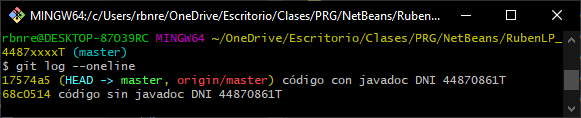 MINGW64:/c/Users/rbnre/OneDrive/Escritorio/Clases/PRG/NetBeans/Ruben...
rbnre@DESKTOP-87O39RC MINGW64 ~/OneDrive/Escritorio/Clases/PRG/NetBeans/RubenLP_
4487xxxxT (master)
$ git log --oneline
17574a5 (HEAD -> master, origin/master) código con javadoc DNI 44870861T
68c0514 código sin javadoc DNI 44870861T